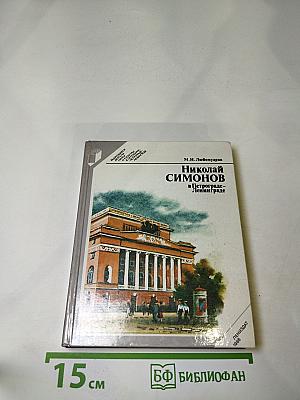 М. И. Любомудров
Николай
СИМОНОВ
в Петрограде-
Ленинграде
15 см
БФ БИБЛИОФАН